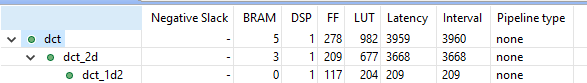 Negative Slack BRAM DSP FF LUT Latency Interval Pipeline type
dct - 5 1 278 982 3959 3960 none
dct_2d - 3 1 209 677 3668 3668 none
dct_1d2 - 0 1 117 204 209 209 none